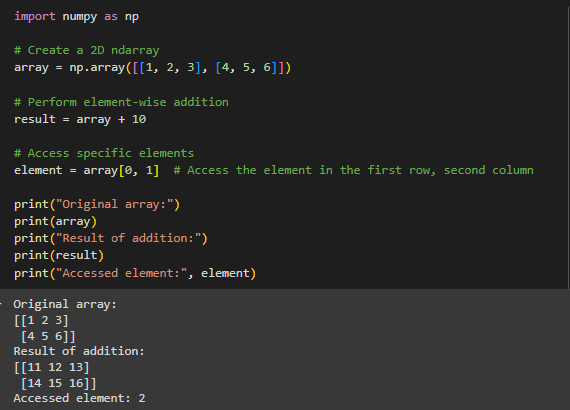 import numpy as np
# Create a 2D ndarray
array = np.array([[1, 2, 3], [4, 5, 6]])
# Perform element-wise addition
result = array + 10
# Access specific elements
element = array[0, 1]  # Access the element in the first row, second column
print("Original array:")
print(array)
print("Result of addition:")
print(result)
print("Accessed element:", element)
Original array:
[[1 2 3]
 [4 5 6]]
Result of addition:
[[11 12 13]
 [14 15 16]]
Accessed element: 2